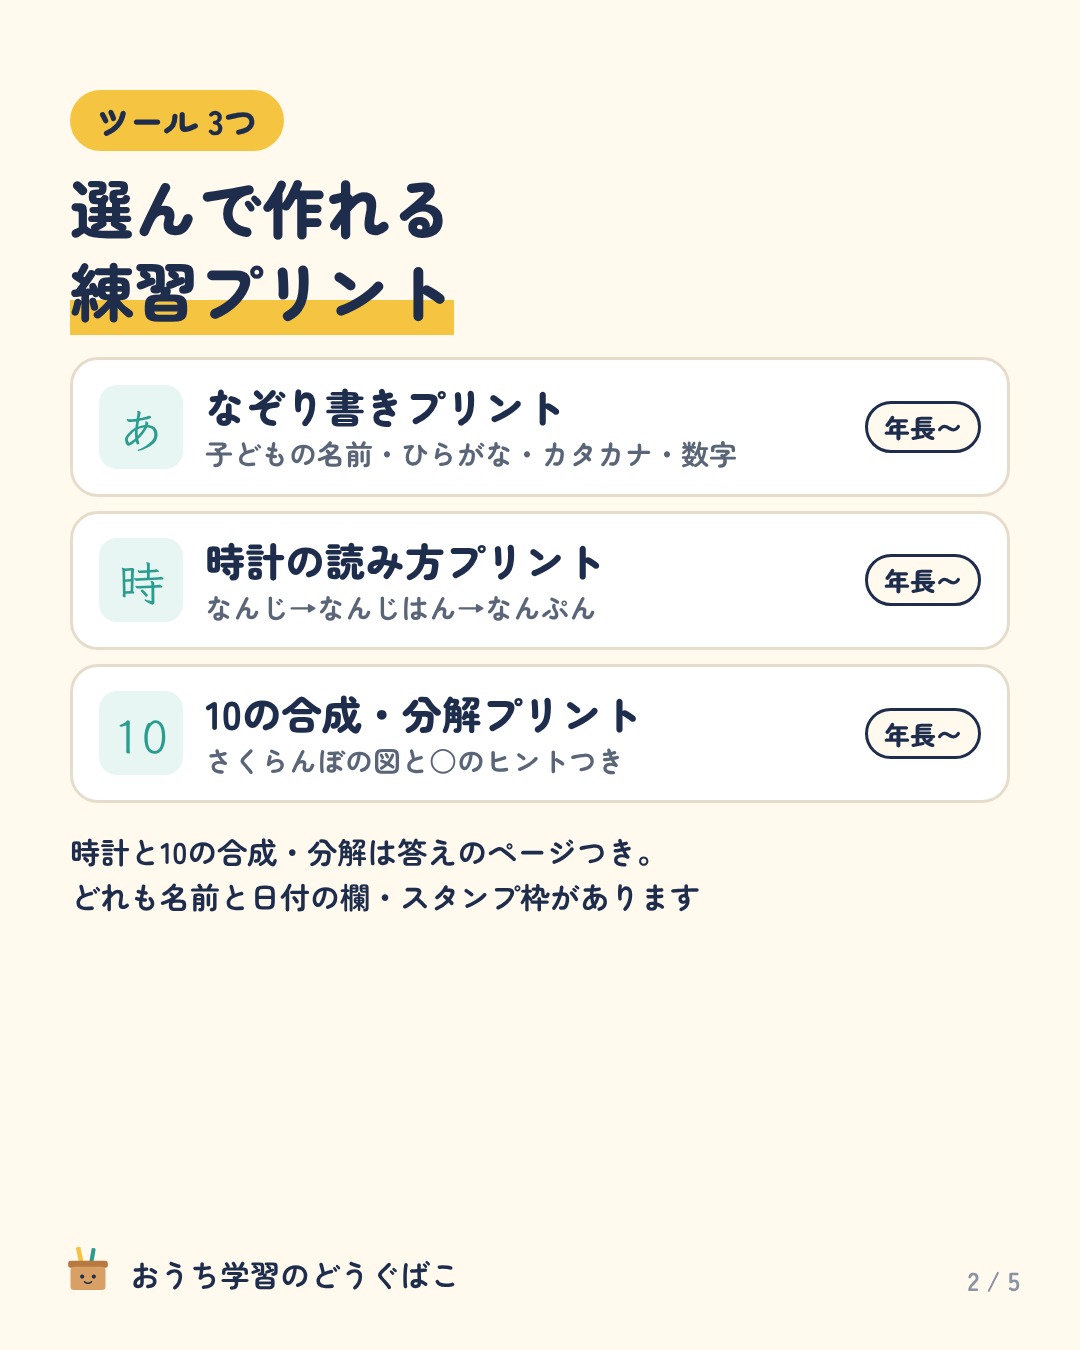 ツール 3つ
選んで作れる
練習プリント
あ
なぞり書きプリント
子どもの名前・ひらがな・カタカナ・数字
年長〜
時
時計の読み方プリント
なんじ→なんじはん→なんぷん
年長〜
10
10の合成・分解プリント
さくらんぼの図と○のヒントつき
年長〜
時計と10の合成・分解は答えのページつき。
どれも名前と日付の欄・スタンプ枠があります
おうち学習のどうぐばこ
2 / 5